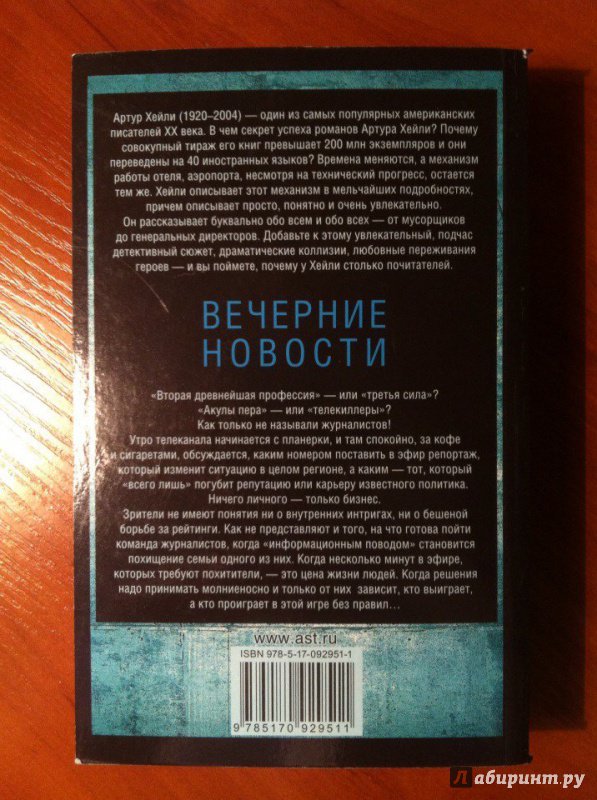 Артур Хейли (1920–2004) — один из самых популярных американских
писателей XX века. В чем секрет успеха романов Артура Хейли? Почему
совокупный тираж его книг превышает 200 млн экземпляров и они
переведены на 40 иностранных языков? Времена меняются, а механизм
работы отеля, аэропорта, несмотря на технический прогресс, остается
тем же. Хейли описывает этот механизм в мельчайших подробностях,
причем описывает просто, понятно и очень увлекательно.
Он рассказывает буквально обо всем и обо всех — от мусорщиков
до генеральных директоров. Добавьте к этому увлекательный, подчас
детективный сюжет, драматические коллизии, любовные переживания
героев — и вы поймете, почему у Хейли столько почитателей.
ВЕЧЕРНИЕ
НОВОСТИ
«Вторая древнейшая профессия» — или «третья сила»?
«Акулы пера» — или «телекиллеры»?
Как только не называли журналистов!
Утро телеканала начинается с планерки, и там спокойно, за кофе
и сигаретами, обсуждается, каким номером поставить в эфир репортаж,
который изменит ситуацию в целом регионе, а каким — тот, который
«всего лишь» погубит репутацию или карьеру известного политика.
Ничего личного — только бизнес.
Зрители не имеют понятия ни о внутренних интригах, ни о бешеной
борьбе за рейтинги. Как не представляют и того, на что готова пойти
команда журналистов, когда «информационным поводом» становится
похищение семьи одного из них. Когда несколько минут в эфире,
которых требуют похитители, — это цена жизни людей. Когда решения
надо принимать молниеносно и только от них зависит, кто выиграет,
а кто проиграет в этой игре без правил…
www.ast.ru
ISBN 978-5-17-092951-1
9 785170 929511
Лабиринт.ру